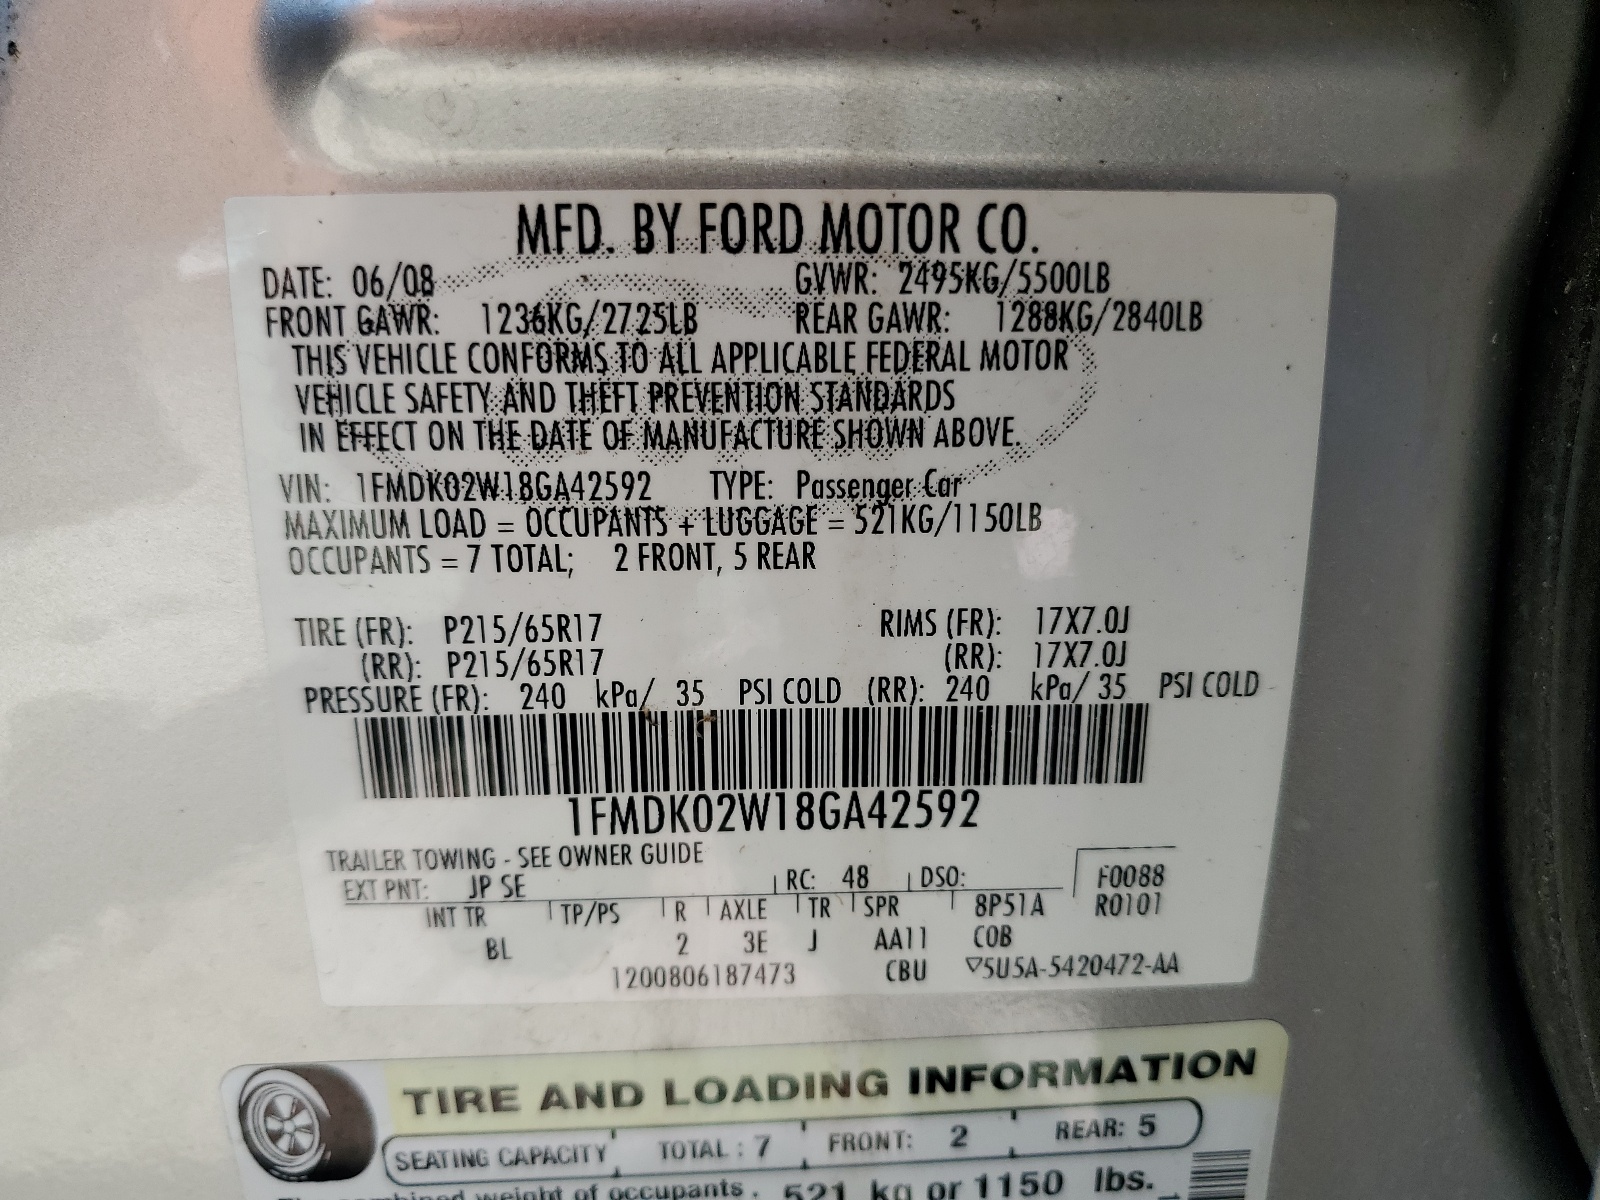 MFD. BY FORD MOTOR CO.
DATE: 06/08 GVWR: 2495KG/5500LB
FRONT GAWR: 1236KG/2725LB REAR GAWR: 1288KG/2840LB
THIS VEHICLE CONFORMS TO ALL APPLICABLE FEDERAL MOTOR
VEHICLE SAFETY AND THEFT PREVENTION STANDARDS
IN EFFECT ON THE DATE OF MANUFACTURE SHOWN ABOVE.
VIN: 1FMDK02W18GA42592 TYPE: Passenger Car
MAXIMUM LOAD = OCCUPANTS + LUGGAGE = 521KG/1150LB
OCCUPANTS = 7 TOTAL; 2 FRONT, 5 REAR
TIRE (FR): P215/65R17 RIMS (FR): 17X7.0J
(RR): P215/65R17 (RR): 17X7.0J
PRESSURE (FR): 240 kPa/ 35 PSI COLD (RR): 240 kPa/ 35 PSI COLD
1FMDK02W18GA42592
TRAILER TOWING - SEE OWNER GUIDE
EXT PNT: JP SE RC: 48 DSO: F0088
INT TR TP/PS R AXLE TR SPR 8P51A R0101
BL 2 3E J AA11 COB
1200806187473 CBU 5U5A-5420472-AA
TIRE AND LOADING INFORMATION
SEATING CAPACITY TOTAL : 7 FRONT: 2 REAR: 5
combined weight of occupants 521 kg or 1150 lbs.